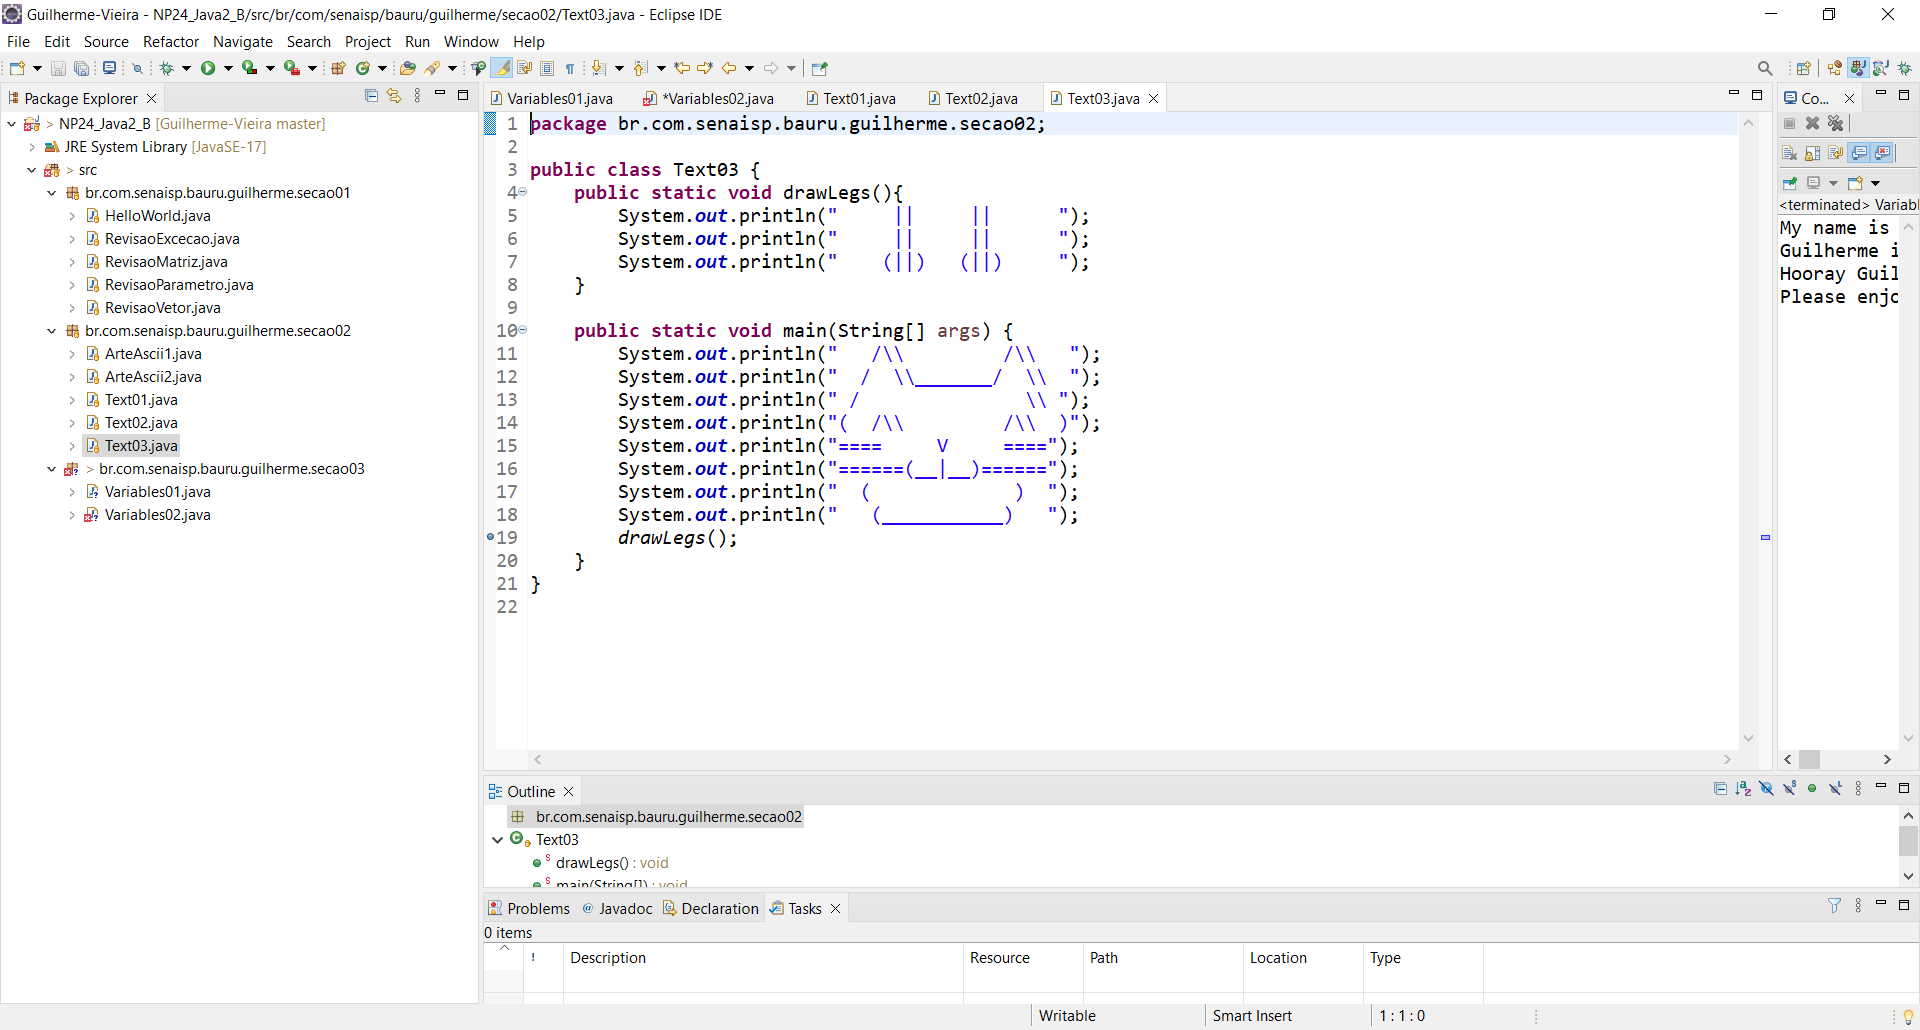 Guilherme-Vieira - NP24_Java2_B/src/br/com/senaisp/bauru/guilherme/secao02/Text03.java - Eclipse IDE
File Edit Source Refactor Navigate Search Project Run Window Help
Package Explorer
> NP24_Java2_B [Guilherme-Vieira master]
JRE System Library [JavaSE-17]
> src
br.com.senaisp.bauru.guilherme.secao01
HelloWorld.java
RevisaoExcecao.java
RevisaoMatriz.java
RevisaoParametro.java
RevisaoVetor.java
br.com.senaisp.bauru.guilherme.secao02
ArteAscii1.java
ArteAscii2.java
Text01.java
Text02.java
Text03.java
> br.com.senaisp.bauru.guilherme.secao03
Variables01.java
Variables02.java
Variables01.java *Variables02.java Text01.java Text02.java Text03.java
1 package br.com.senaisp.bauru.guilherme.secao02;
2
3 public class Text03 {
4     public static void drawLegs(){
5         System.out.println("     ||     ||      ");
6         System.out.println("     ||     ||      ");
7         System.out.println("    (||)   (||)     ");
8     }
9
10     public static void main(String[] args) {
11         System.out.println("   /\\         /\\   ");
12         System.out.println("  /  \\_______/  \\  ");
13         System.out.println(" /               \\ ");
14         System.out.println("(  /\\         /\\  )");
15         System.out.println("====     V     ====");
16         System.out.println("======(__|__)======");
17         System.out.println("  (             )  ");
18         System.out.println("   (___________)   ");
19         drawLegs();
20     }
21 }
22
Co...
<terminated> Variabl
My name is
Guilherme i
Hooray Guil
Please enjo
Outline
br.com.senaisp.bauru.guilherme.secao02
Text03
drawLegs() : void
main(String[]) : void
Problems @ Javadoc Declaration Tasks
0 items
! Description Resource Path Location Type
Writable Smart Insert 1 : 1 : 0